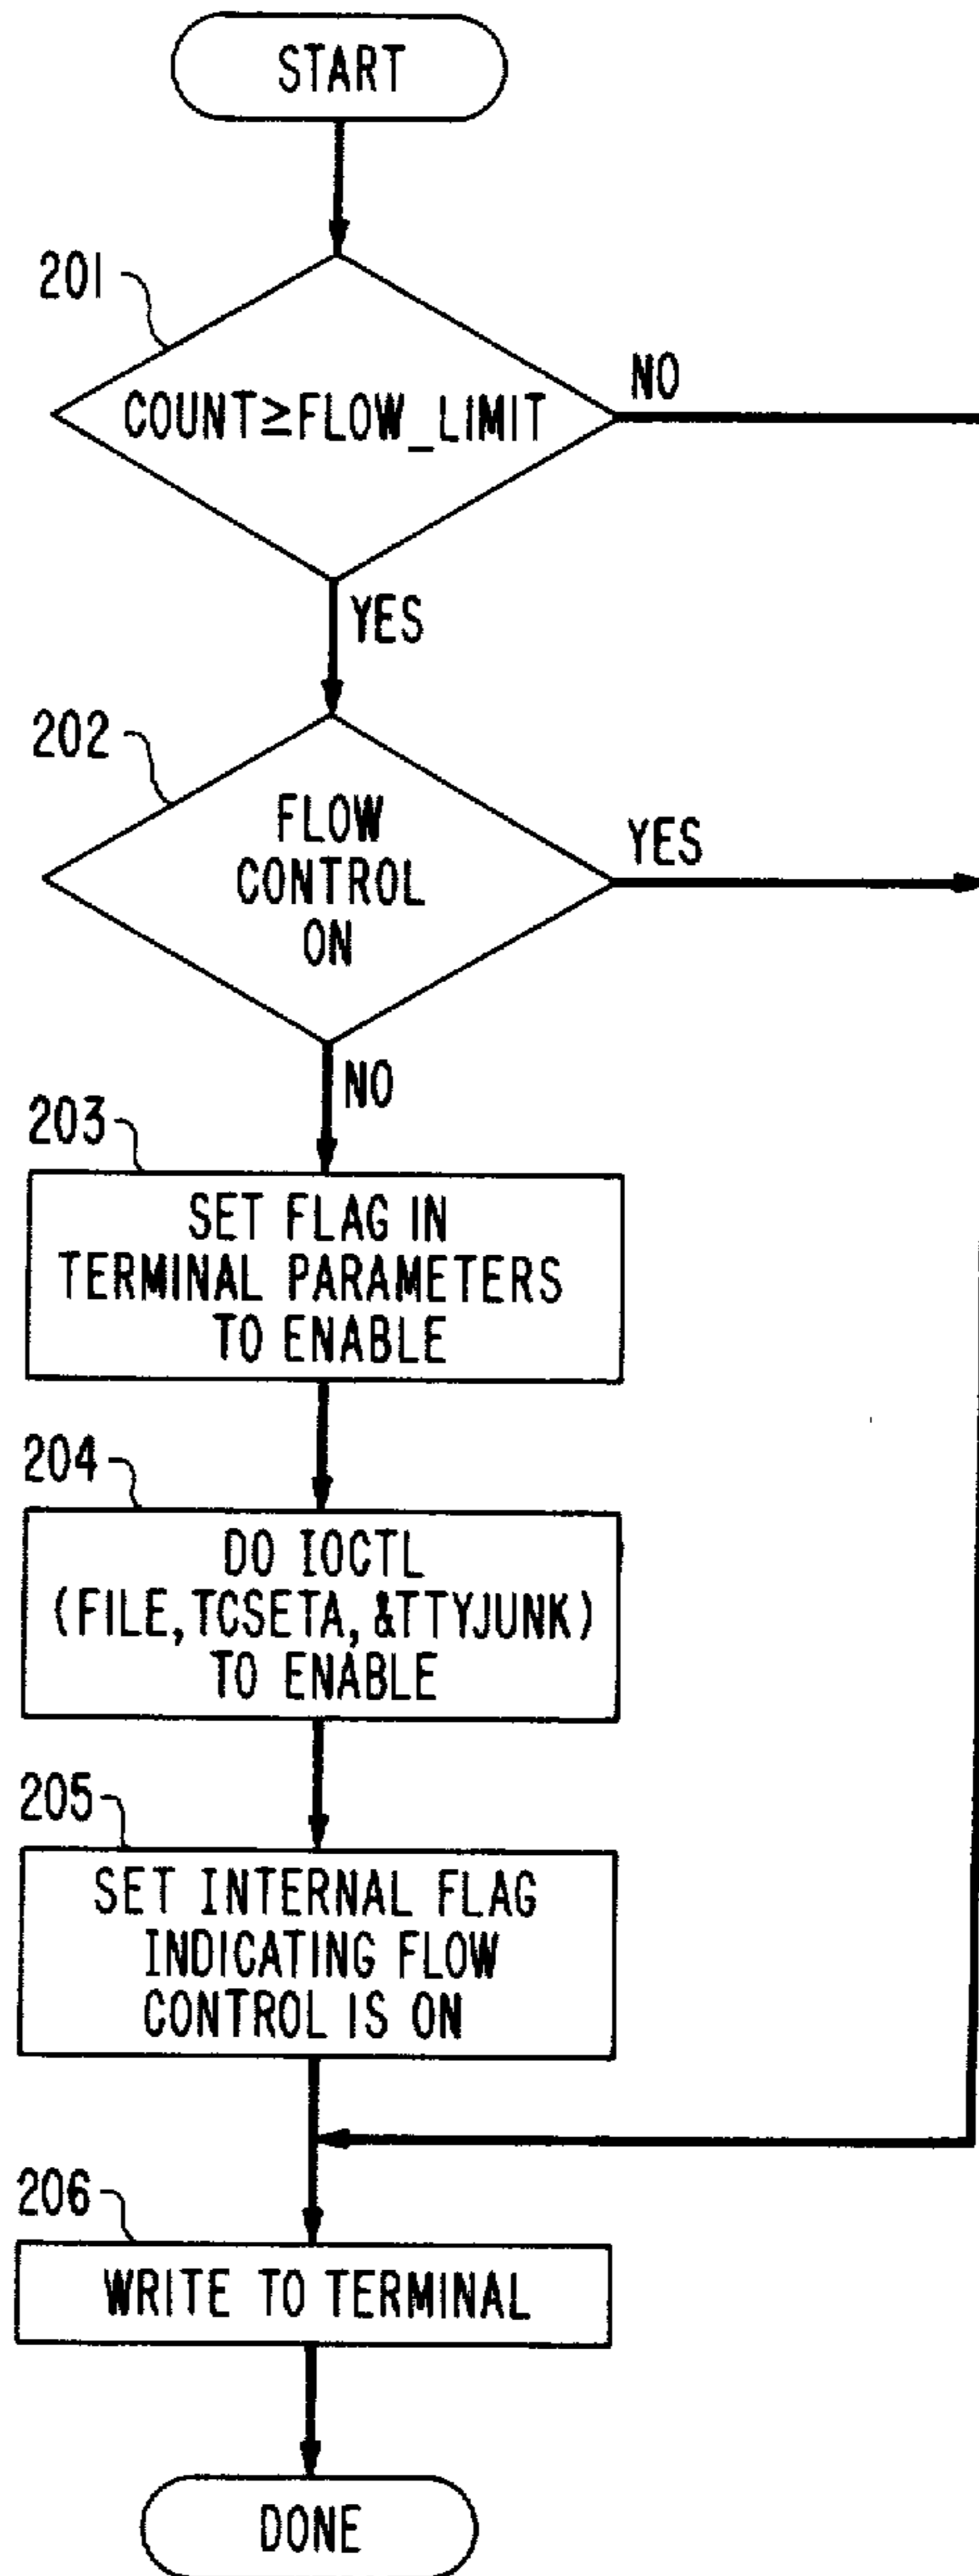 START
201
COUNT≥FLOW_LIMIT
NO
YES
202
FLOW
CONTROL
ON
YES
NO
203
SET FLAG IN
TERMINAL PARAMETERS
TO ENABLE
204
DO IOCTL
(FILE,TCSETA,&TTYJUNK)
TO ENABLE
205
SET INTERNAL FLAG
INDICATING FLOW
CONTROL IS ON
206
WRITE TO TERMINAL
DONE